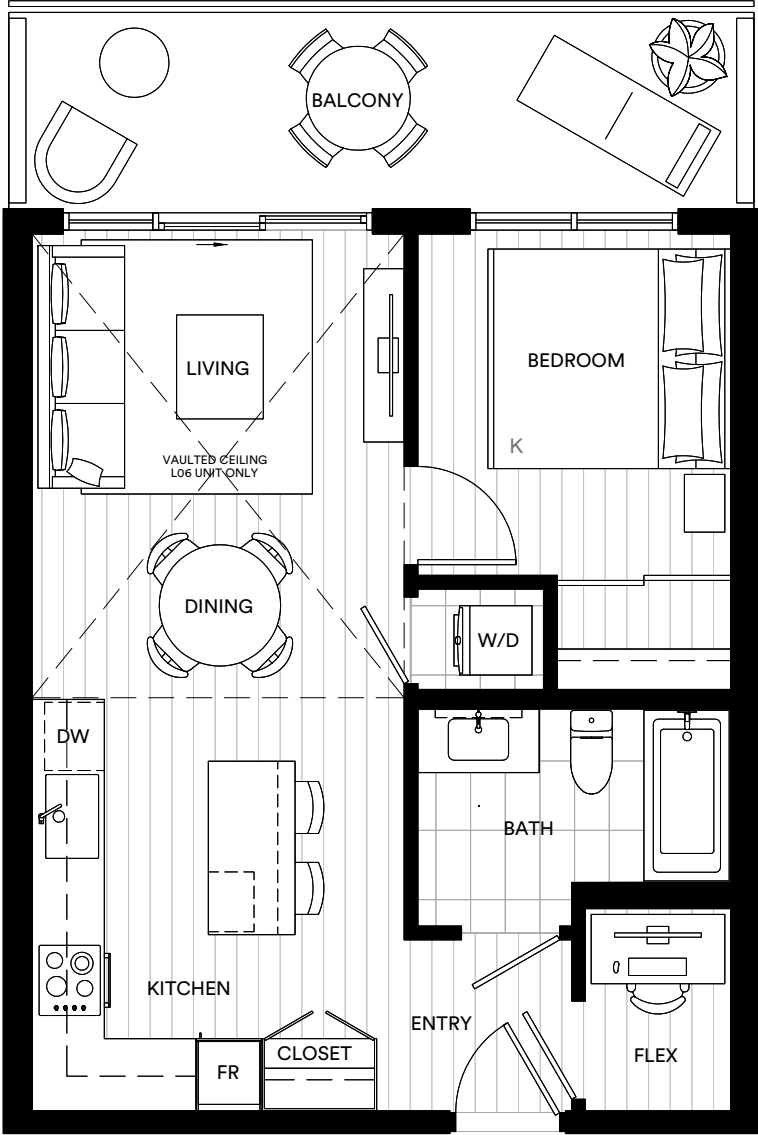 BALCONY
LIVING
BEDROOM
K
VAULTED CEILING
L06 UNIT ONLY
DINING
W/D
DW
BATH
KITCHEN
ENTRY
CLOSET
FR
FLEX